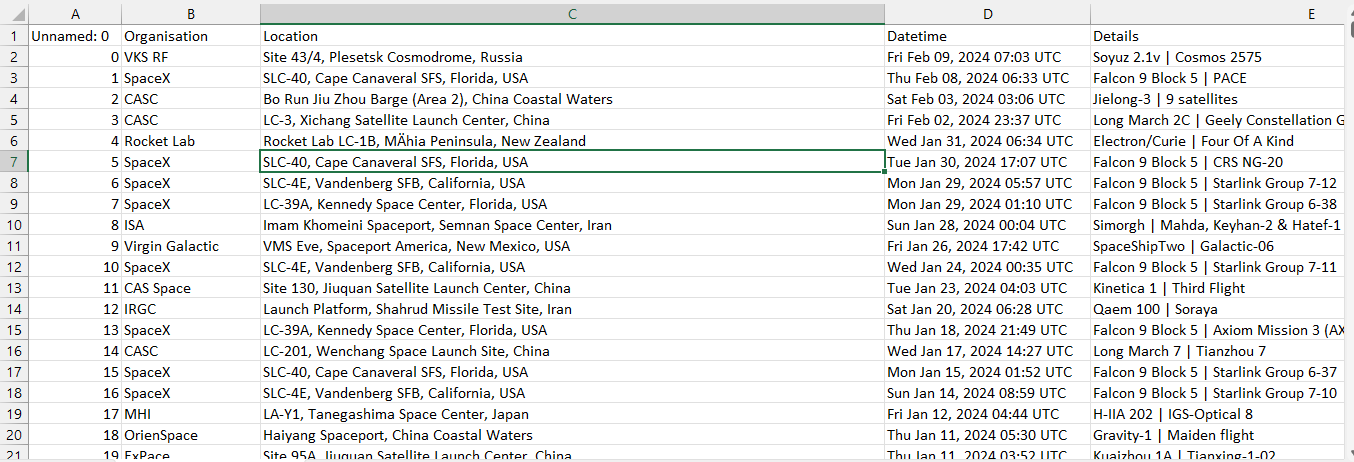 A B C D E
1 Unnamed: 0 Organisation Location Datetime Details
2 0 VKS RF Site 43/4, Plesetsk Cosmodrome, Russia Fri Feb 09, 2024 07:03 UTC Soyuz 2.1v | Cosmos 2575
3 1 SpaceX SLC-40, Cape Canaveral SFS, Florida, USA Thu Feb 08, 2024 06:33 UTC Falcon 9 Block 5 | PACE
4 2 CASC Bo Run Jiu Zhou Barge (Area 2), China Coastal Waters Sat Feb 03, 2024 03:06 UTC Jielong-3 | 9 satellites
5 3 CASC LC-3, Xichang Satellite Launch Center, China Fri Feb 02, 2024 23:37 UTC Long March 2C | Geely Constellation G
6 4 Rocket Lab Rocket Lab LC-1B, MÄhia Peninsula, New Zealand Wed Jan 31, 2024 06:34 UTC Electron/Curie | Four Of A Kind
7 5 SpaceX SLC-40, Cape Canaveral SFS, Florida, USA Tue Jan 30, 2024 17:07 UTC Falcon 9 Block 5 | CRS NG-20
8 6 SpaceX SLC-4E, Vandenberg SFB, California, USA Mon Jan 29, 2024 05:57 UTC Falcon 9 Block 5 | Starlink Group 7-12
9 7 SpaceX LC-39A, Kennedy Space Center, Florida, USA Mon Jan 29, 2024 01:10 UTC Falcon 9 Block 5 | Starlink Group 6-38
10 8 ISA Imam Khomeini Spaceport, Semnan Space Center, Iran Sun Jan 28, 2024 00:04 UTC Simorgh | Mahda, Keyhan-2 & Hatef-1
11 9 Virgin Galactic VMS Eve, Spaceport America, New Mexico, USA Fri Jan 26, 2024 17:42 UTC SpaceShipTwo | Galactic-06
12 10 SpaceX SLC-4E, Vandenberg SFB, California, USA Wed Jan 24, 2024 00:35 UTC Falcon 9 Block 5 | Starlink Group 7-11
13 11 CAS Space Site 130, Jiuquan Satellite Launch Center, China Tue Jan 23, 2024 04:03 UTC Kinetica 1 | Third Flight
14 12 IRGC Launch Platform, Shahrud Missile Test Site, Iran Sat Jan 20, 2024 06:28 UTC Qaem 100 | Soraya
15 13 SpaceX LC-39A, Kennedy Space Center, Florida, USA Thu Jan 18, 2024 21:49 UTC Falcon 9 Block 5 | Axiom Mission 3 (AX
16 14 CASC LC-201, Wenchang Space Launch Site, China Wed Jan 17, 2024 14:27 UTC Long March 7 | Tianzhou 7
17 15 SpaceX SLC-40, Cape Canaveral SFS, Florida, USA Mon Jan 15, 2024 01:52 UTC Falcon 9 Block 5 | Starlink Group 6-37
18 16 SpaceX SLC-4E, Vandenberg SFB, California, USA Sun Jan 14, 2024 08:59 UTC Falcon 9 Block 5 | Starlink Group 7-10
19 17 MHI LA-Y1, Tanegashima Space Center, Japan Fri Jan 12, 2024 04:44 UTC H-IIA 202 | IGS-Optical 8
20 18 OrienSpace Haiyang Spaceport, China Coastal Waters Thu Jan 11, 2024 05:30 UTC Gravity-1 | Maiden flight
21 19 ExPace Site 95A, Jiuquan Satellite Launch Center, China Thu Jan 11, 2024 03:52 UTC Kuaizhou 1A | Tianxing-1-02